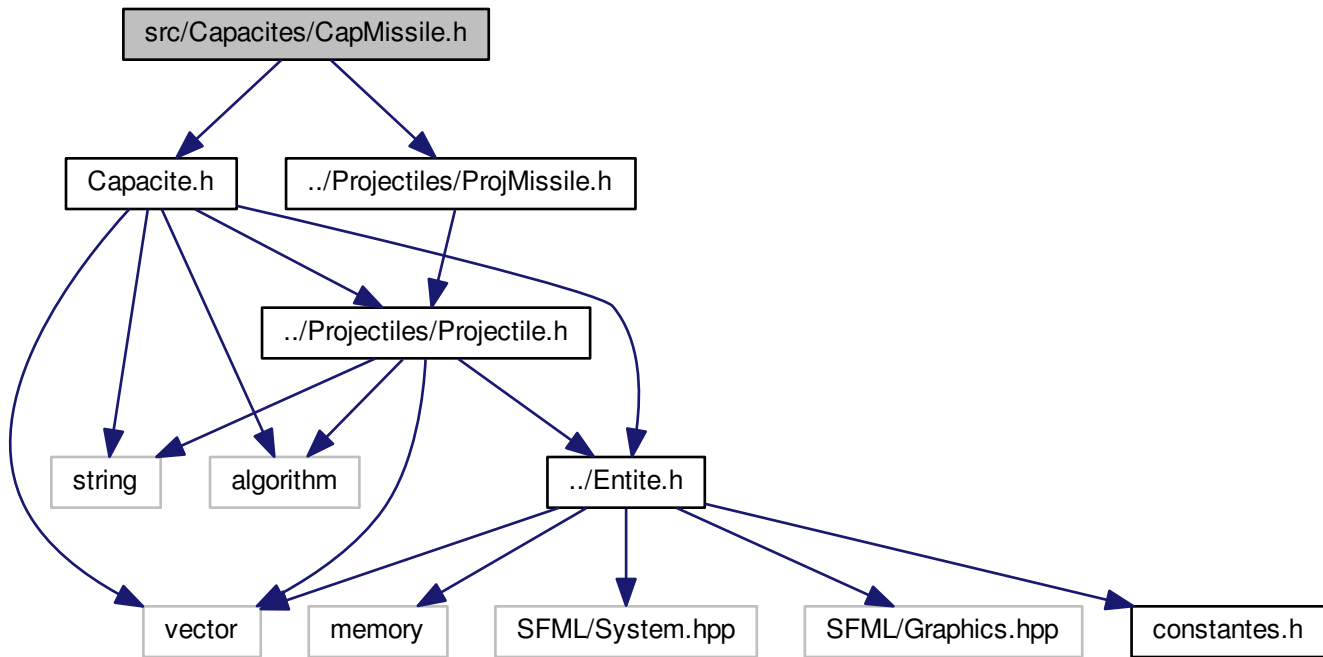 src/Capacites/CapMissile.h
Capacite.h
../Projectiles/ProjMissile.h
../Projectiles/Projectile.h
string
algorithm
../Entite.h
vector
memory
SFML/System.hpp
SFML/Graphics.hpp
constantes.h